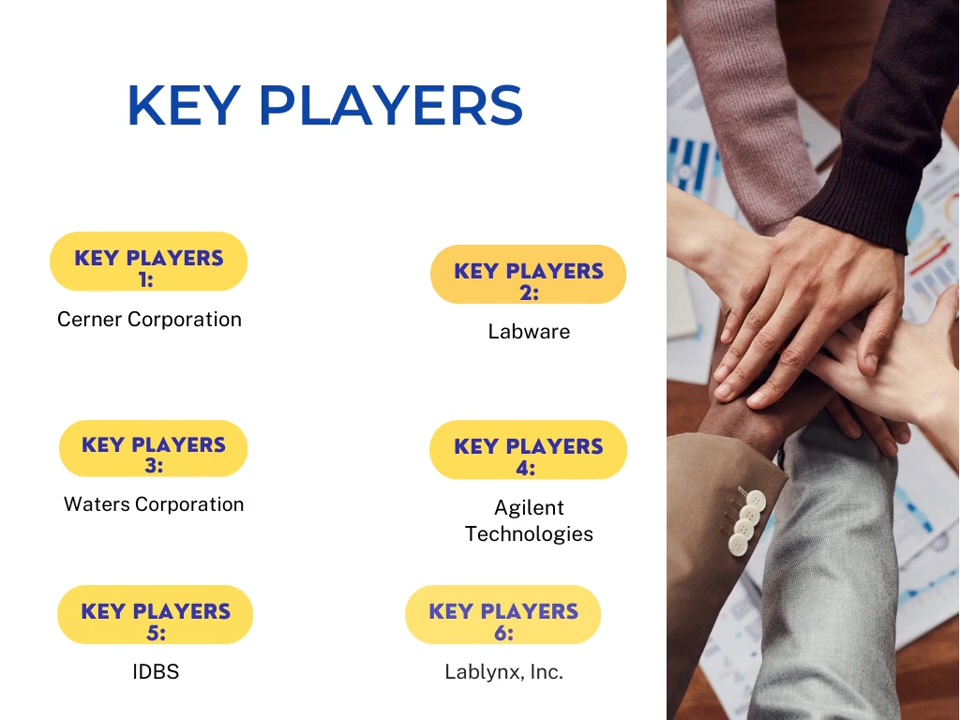 KEY PLAYERS
KEY PLAYERS
1:
Cerner Corporation
KEY PLAYERS
2:
Labware
KEY PLAYERS
3:
Waters Corporation
KEY PLAYERS
4:
Agilent
Technologies
KEY PLAYERS
5:
IDBS
KEY PLAYERS
6:
Lablynx, Inc.